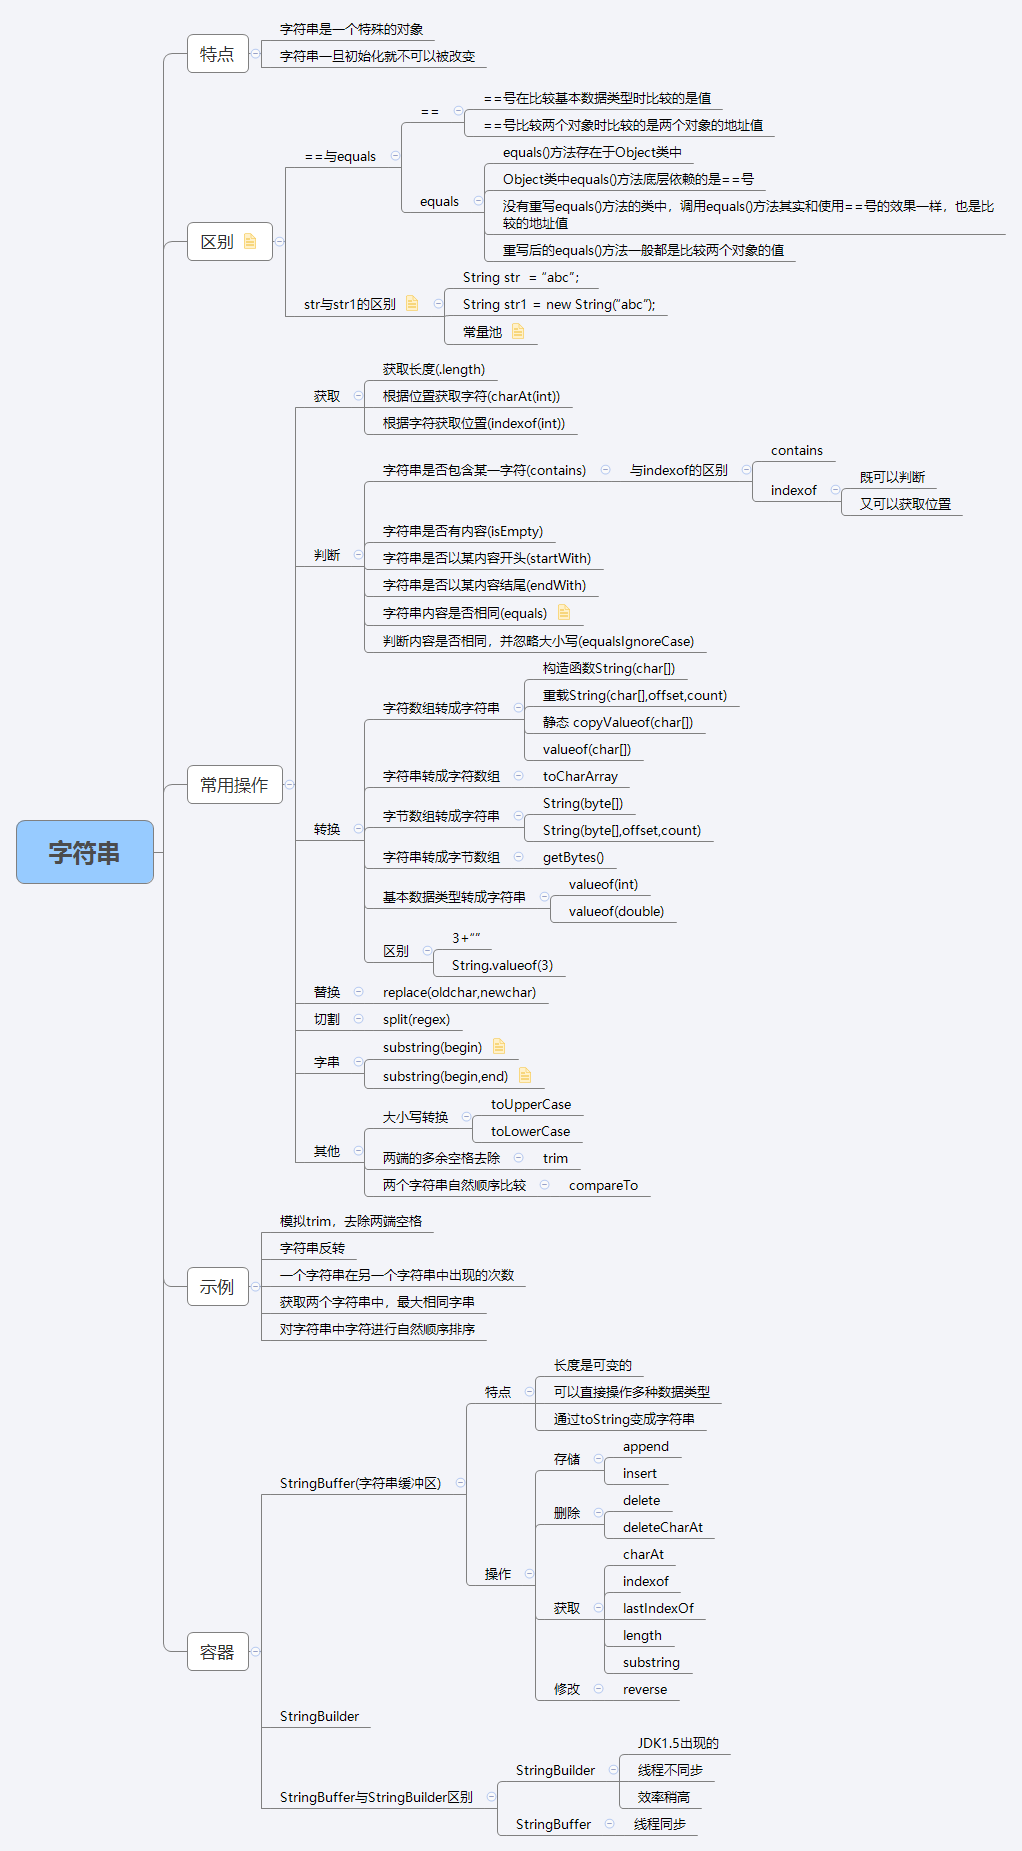 字符串
特点
字符串是一个特殊的对象
字符串一旦初始化就不可以被改变
区别
==与equals
==
==号在比较基本数据类型时比较的是值
==号比较两个对象时比较的是两个对象的地址值
equals
equals()方法存在于Object类中
Object类中equals()方法底层依赖的是==号
没有重写equals()方法的类中，调用equals()方法其实和使用==号的效果一样，也是比
较的地址值
重写后的equals()方法一般都是比较两个对象的值
str与str1的区别
String str = “abc”;
String str1 = new String(“abc”);
常量池
常用操作
获取
获取长度(.length)
根据位置获取字符(charAt(int))
根据字符获取位置(indexof(int))
判断
字符串是否包含某一字符(contains)
与indexof的区别
contains
indexof
既可以判断
又可以获取位置
字符串是否有内容(isEmpty)
字符串是否以某内容开头(startWith)
字符串是否以某内容结尾(endWith)
字符串内容是否相同(equals)
判断内容是否相同，并忽略大小写(equalsIgnoreCase)
转换
字符数组转成字符串
构造函数String(char[])
重载String(char[],offset,count)
静态 copyValueof(char[])
valueof(char[])
字符串转成字符数组
toCharArray
字节数组转成字符串
String(byte[])
String(byte[],offset,count)
字符串转成字节数组
getBytes()
基本数据类型转成字符串
valueof(int)
valueof(double)
区别
3+“”
String.valueof(3)
替换
replace(oldchar,newchar)
切割
split(regex)
字串
substring(begin)
substring(begin,end)
其他
大小写转换
toUpperCase
toLowerCase
两端的多余空格去除
trim
两个字符串自然顺序比较
compareTo
示例
模拟trim，去除两端空格
字符串反转
一个字符串在另一个字符串中出现的次数
获取两个字符串中，最大相同字串
对字符串中字符进行自然顺序排序
容器
StringBuffer(字符串缓冲区)
特点
长度是可变的
可以直接操作多种数据类型
通过toString变成字符串
操作
存储
append
insert
删除
delete
deleteCharAt
获取
charAt
indexof
lastIndexOf
length
substring
修改
reverse
StringBuilder
StringBuffer与StringBuilder区别
StringBuilder
JDK1.5出现的
线程不同步
效率稍高
StringBuffer
线程同步